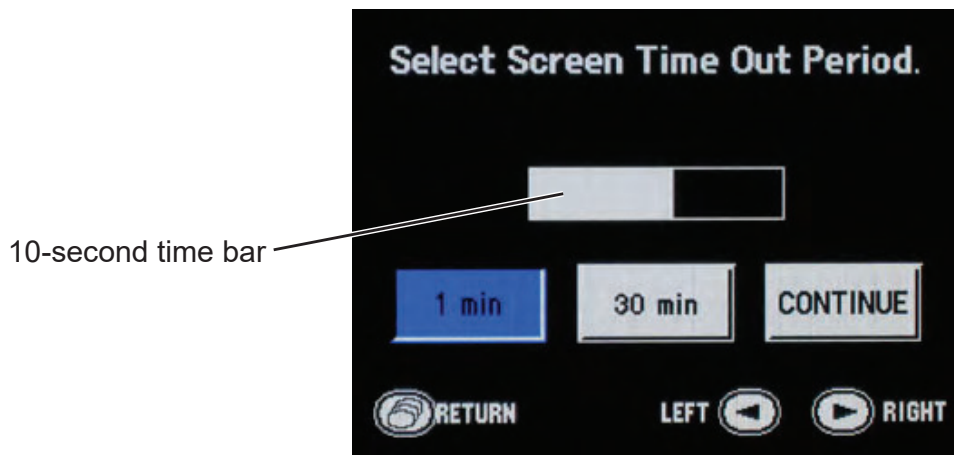 Select Screen Time Out Period.
10-second time bar
1 min 30 min CONTINUE
RETURN LEFT RIGHT